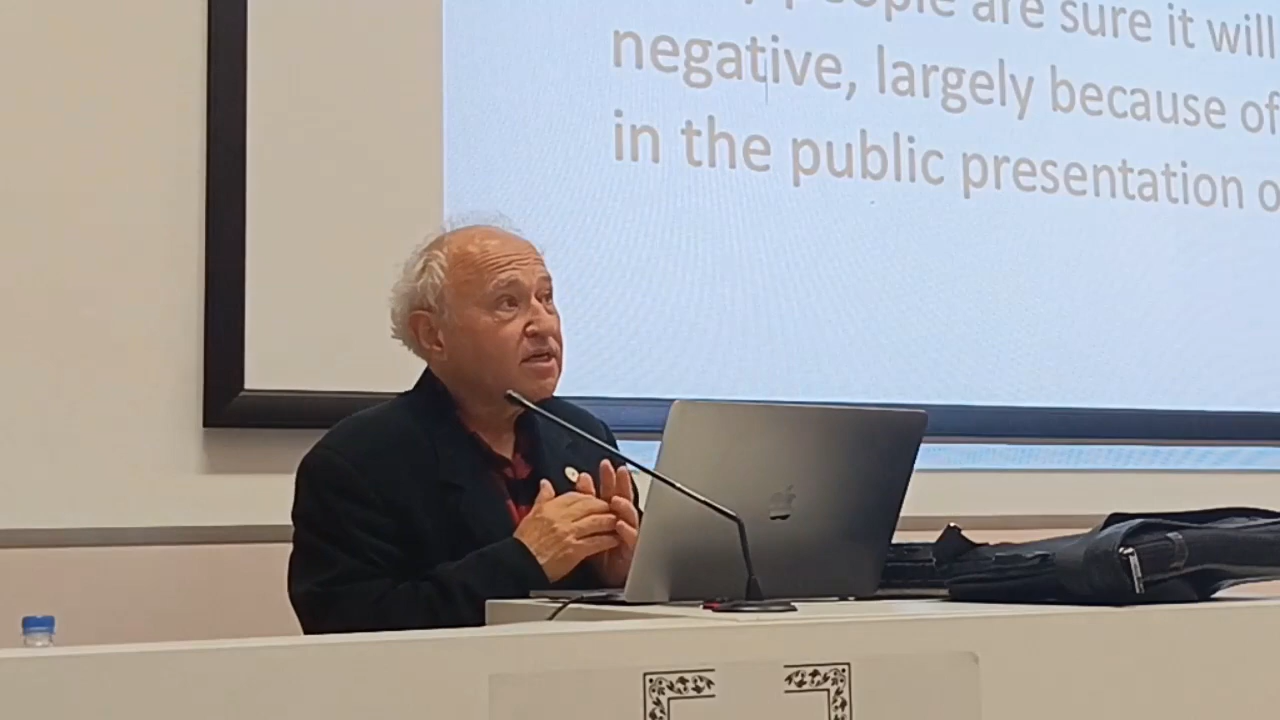 people are sure it will
negative, largely because of
in the public presentation